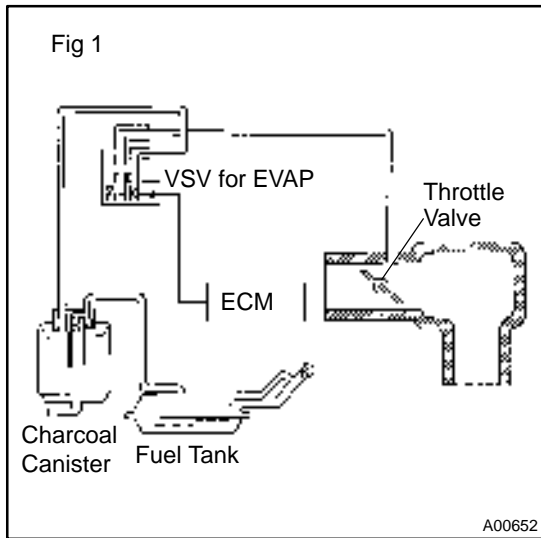 Fig 1
VSV for EVAP
Throttle
Valve
ECM
Charcoal
Canister
Fuel Tank
A00652